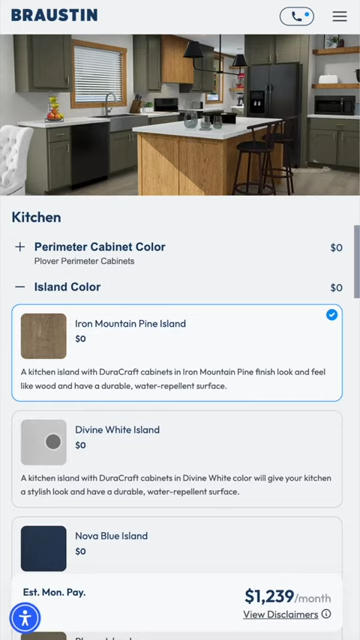 BRAUSTIN
Kitchen
Perimeter Cabinet Color $0
Plover Perimeter Cabinets
Island Color $0
Iron Mountain Pine Island
$0
A kitchen island with DuraCraft cabinets in Iron Mountain Pine finish look and feel
like wood and have a durable, water-repellent surface.
Divine White Island
$0
A kitchen island with DuraCraft cabinets in Divine White color will give your kitchen
a stylish look and have a durable, water-repellent surface.
Nova Blue Island
$0
Est. Mon. Pay. $1,239/month
View Disclaimers